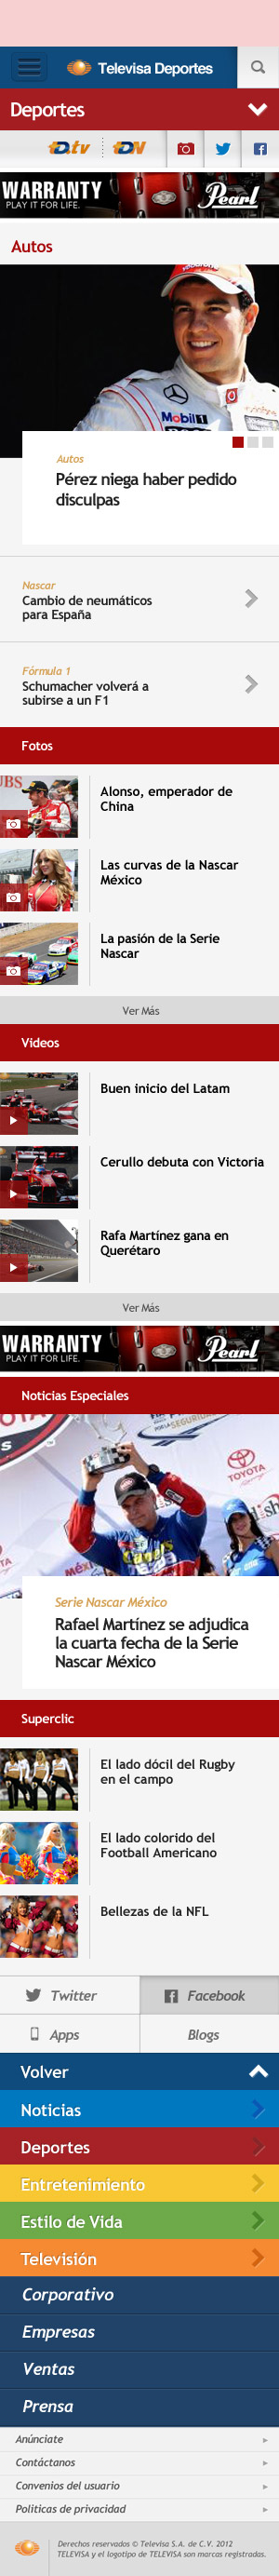 Televisa Deportes
Deportes
TD.tv TDN
WARRANTY
PLAY IT FOR LIFE.
Pearl
Autos
Mobil 1
Autos
Pérez niega haber pedido
disculpas
Nascar
Cambio de neumáticos
para España
Fórmula 1
Schumacher volverá a
subirse a un F1
Fotos
Alonso, emperador de
China
Las curvas de la Nascar
México
La pasión de la Serie
Nascar
Ver Más
Videos
Buen inicio del Latam
Cerullo debuta con Victoria
Rafa Martínez gana en
Querétaro
Ver Más
WARRANTY
PLAY IT FOR LIFE.
Pearl
Noticias Especiales
TOYOTA
Serie Nascar México
Rafael Martínez se adjudica
la cuarta fecha de la Serie
Nascar México
Superclic
El lado dócil del Rugby
en el campo
El lado colorido del
Football Americano
Bellezas de la NFL
Twitter Facebook
Apps Blogs
Volver
Noticias
Deportes
Entretenimiento
Estilo de Vida
Televisión
Corporativo
Empresas
Ventas
Prensa
Anúnciate
Contáctanos
Convenios del usuario
Políticas de privacidad
Derechos reservados © Televisa S.A. de C.V. 2012
TELEVISA y el logotipo de TELEVISA son marcas registradas.